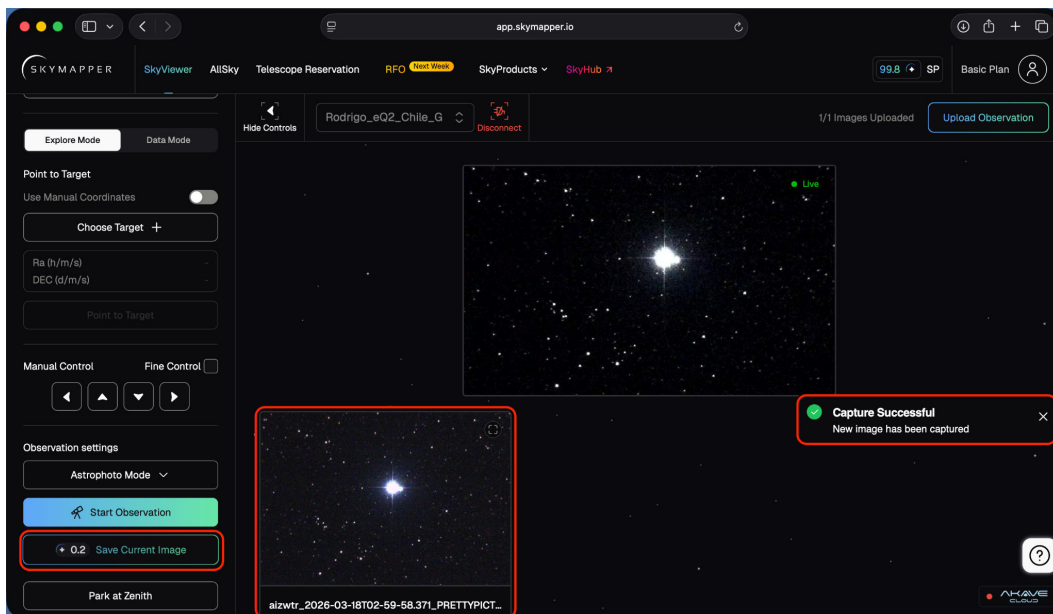 app.skymapper.io
SKYMAPPER
SkyViewer
AllSky
Telescope Reservation
RFO
Next Week
SkyProducts
SkyHub
99.8 SP
Basic Plan
Hide Controls
Rodrigo_eQ2_Chile_G
Disconnect
1/1 Images Uploaded
Upload Observation
Explore Mode
Data Mode
Point to Target
Use Manual Coordinates
Choose Target +
Ra (h/m/s) -
DEC (d/m/s) -
Point to Target
Manual Control
Fine Control
Observation settings
Astrophoto Mode
Start Observation
0.2 Save Current Image
Park at Zenith
Live
Capture Successful
New image has been captured
aizwtr_2026-03-18T02-59-58.371_PRETTYPICT...
?
AKAVE
CLOUD